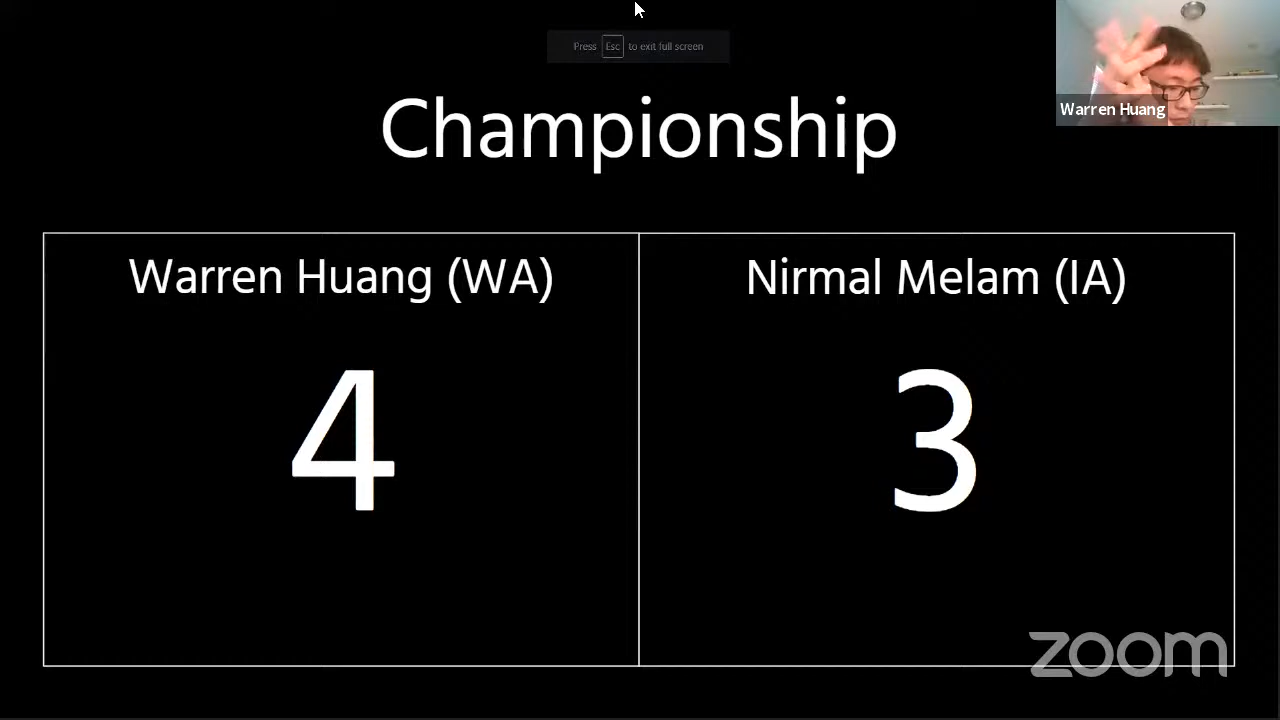 Press Esc to exit full screen
Warren Huang
Championship
Warren Huang (WA)
Nirmal Melam (IA)
4
3
zoom